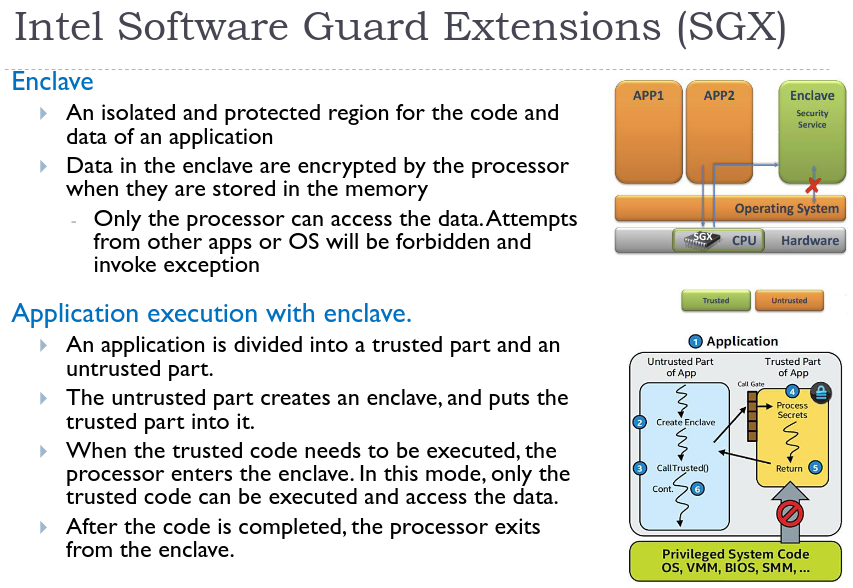 Intel Software Guard Extensions (SGX)
Enclave
An isolated and protected region for the code and
data of an application
Data in the enclave are encrypted by the processor
when they are stored in the memory
- Only the processor can access the data. Attempts
from other apps or OS will be forbidden and
invoke exception
Application execution with enclave.
An application is divided into a trusted part and an
untrusted part.
The untrusted part creates an enclave, and puts the
trusted part into it.
When the trusted code needs to be executed, the
processor enters the enclave. In this mode, only the
trusted code can be executed and access the data.
After the code is completed, the processor exits
from the enclave.
APP1
APP2
Enclave
Security
Service
Operating System
SGX
CPU
Hardware
Trusted
Untrusted
1 Application
Untrusted Part
of App
Trusted Part
of App
Call Gate
4
Process
Secrets
2 Create Enclave
3 CallTrusted()
Return 5
Cont. 6
Privileged System Code
OS, VMM, BIOS, SMM, ...